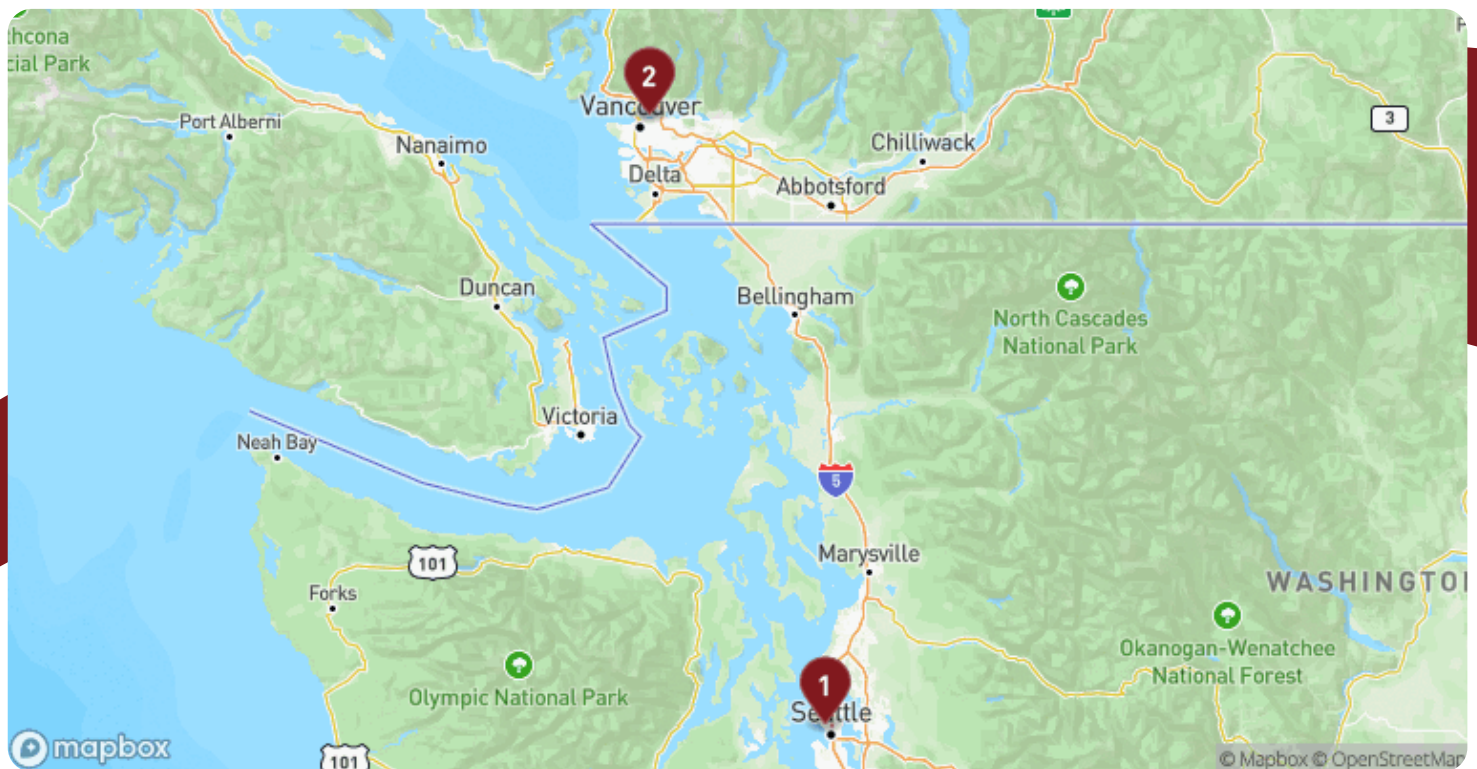 thcona
cial Park
Port Alberni
Nanaimo
2
Vancouver
Delta
Chilliwack
Abbotsford
3
Duncan
Bellingham
North Cascades
National Park
Victoria
Neah Bay
5
101
Marysville
Forks
WASHINGTO
Olympic National Park
Okanogan-Wenatchee
National Forest
1
Seattle
101
mapbox
© Mapbox © OpenStreetMap